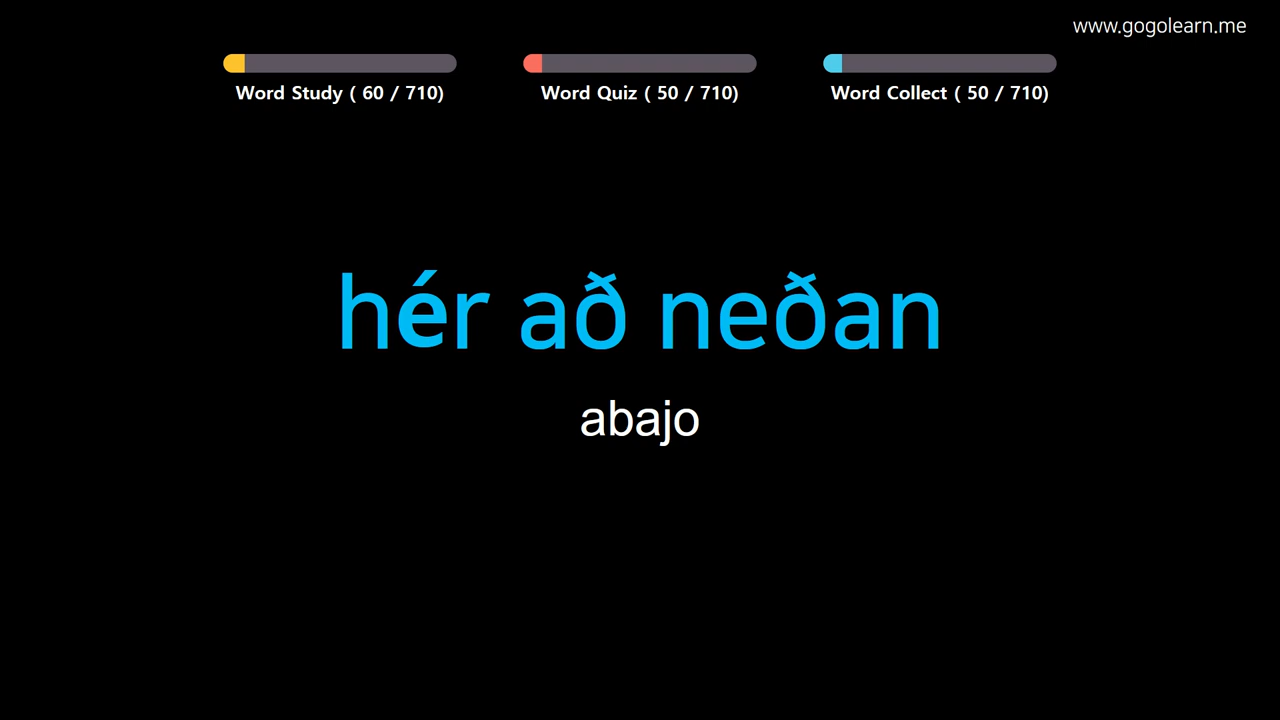 www.gogolearn.me
Word Study ( 60 / 710)
Word Quiz ( 50 / 710)
Word Collect ( 50 / 710)
hér að neðan
abajo